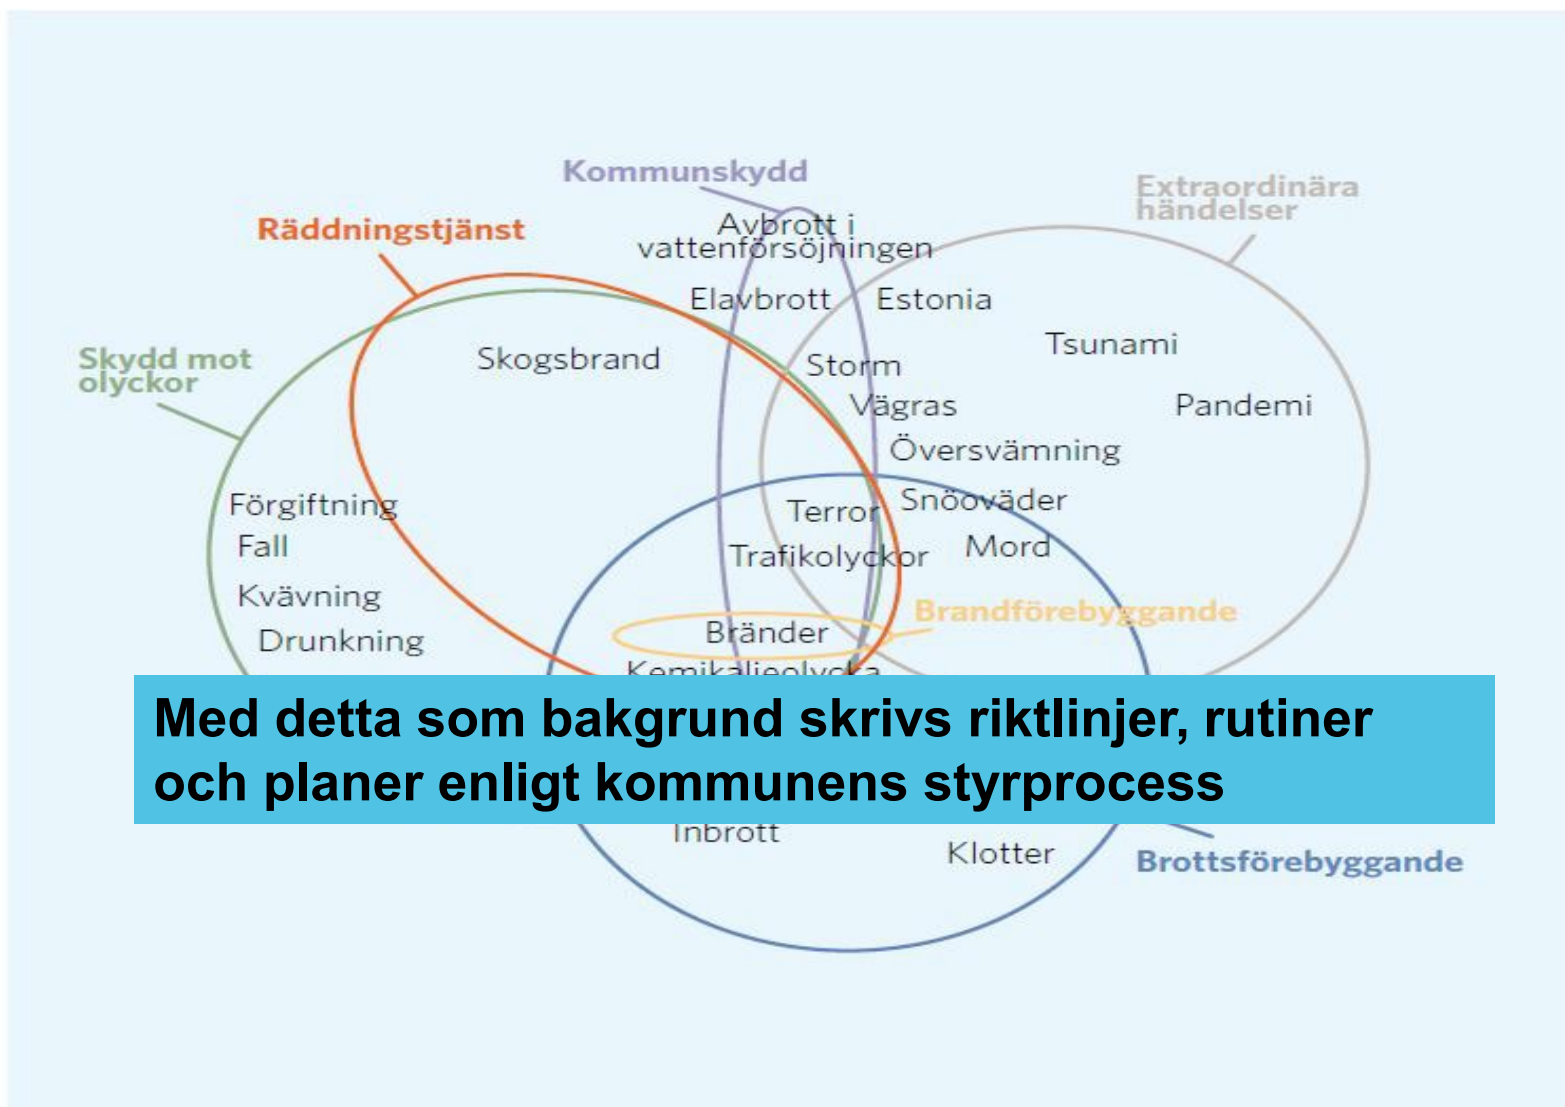 Kommunskydd
Extraordinära
händelser
Räddningstjänst
Avbrott i
vattenförsöjningen
Elavbrott
Estonia
Tsunami
Skydd mot
olyckor
Skogsbrand
Storm
Vägras
Pandemi
Översvämning
Förgiftning
Terror
Snöoväder
Fall
Trafikolyckor
Mord
Kvävning
Brandförebyggande
Drunkning
Bränder
Kemikalieolycka
Med detta som bakgrund skrivs riktlinjer, rutiner
och planer enligt kommunens styrprocess
Inbrott
Klotter
Brottsförebyggande